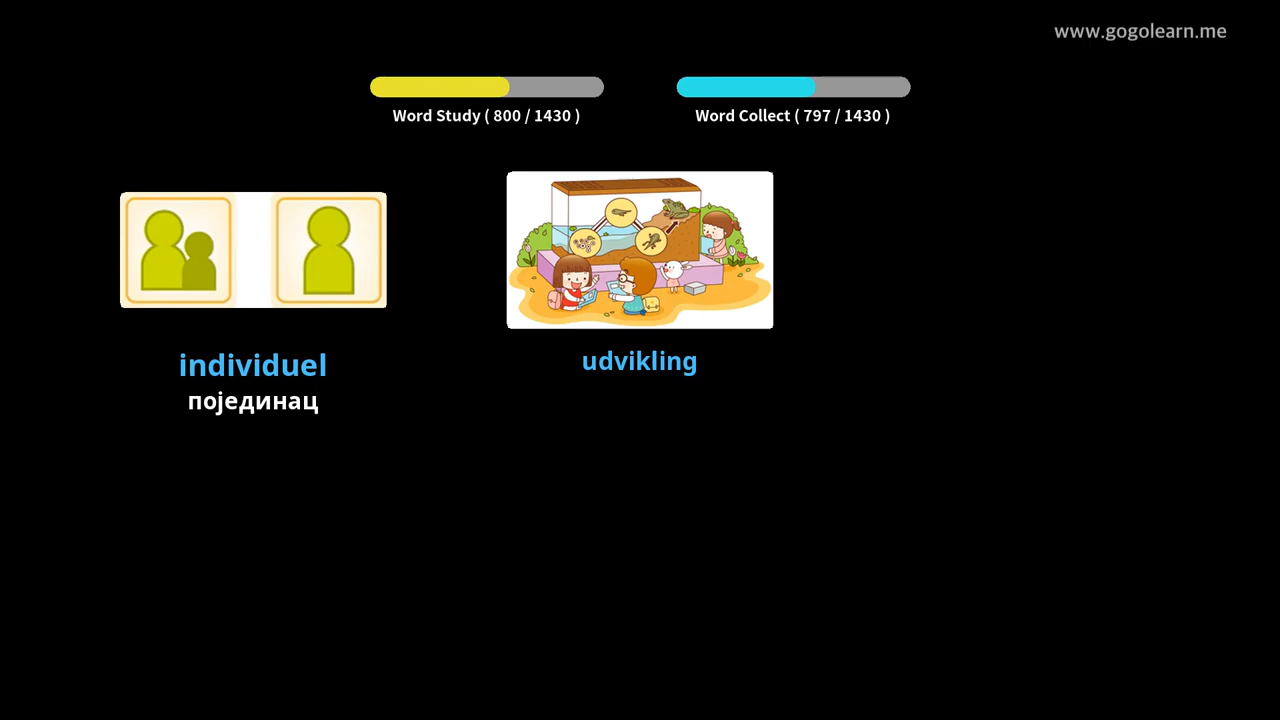 www.gogolearn.me
Word Study ( 800 / 1430 )
Word Collect ( 797 / 1430 )
individuel
појединац
udvikling